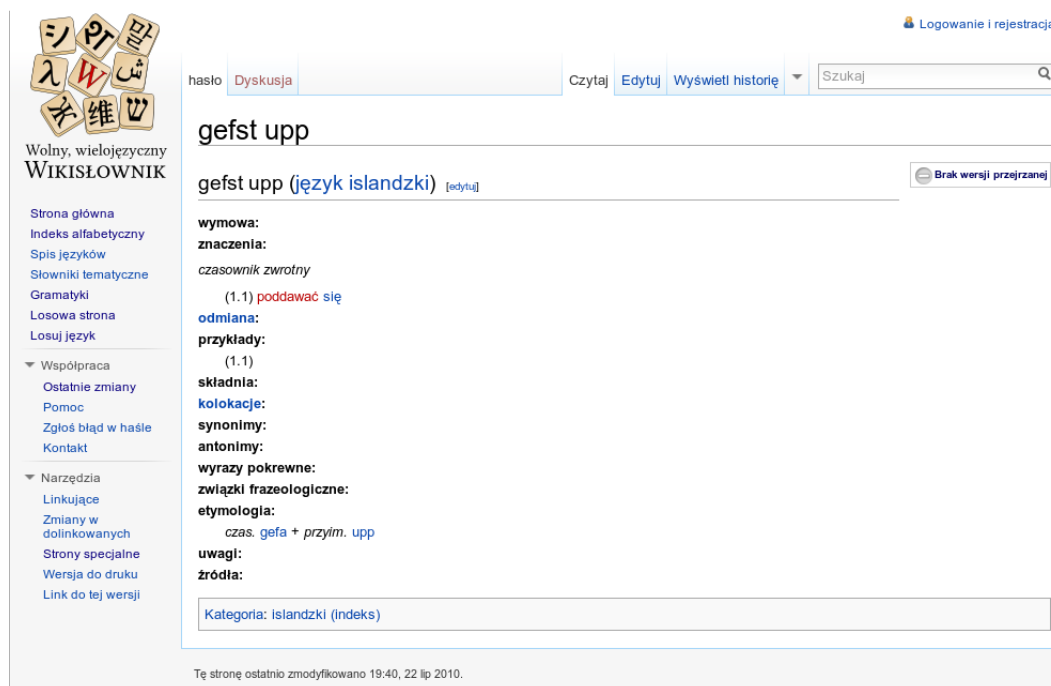 Logowanie i rejestracja
hasło Dyskusja Czytaj Edytuj Wyświetl historię Szukaj
Wolny, wielojęzyczny
WIKISŁOWNIK
gefst upp
gefst upp (język islandzki) [edytuj]
Brak wersji przejrzanej
Strona główna
Indeks alfabetyczny
Spis języków
Słowniki tematyczne
Gramatyki
Losowa strona
Losuj język
Współpraca
Ostatnie zmiany
Pomoc
Zgłoś błąd w haśle
Kontakt
Narzędzia
Linkujące
Zmiany w
dolinkowanych
Strony specjalne
Wersja do druku
Link do tej wersji
wymowa:
znaczenia:
czasownik zwrotny
(1.1) poddawać się
odmiana:
przykłady:
(1.1)
składnia:
kolokacje:
synonimy:
antonimy:
wyrazy pokrewne:
związki frazeologiczne:
etymologia:
czas. gefa + przyim. upp
uwagi:
źródła:
Kategoria: islandzki (indeks)
Tę stronę ostatnio zmodyfikowano 19:40, 22 lip 2010.